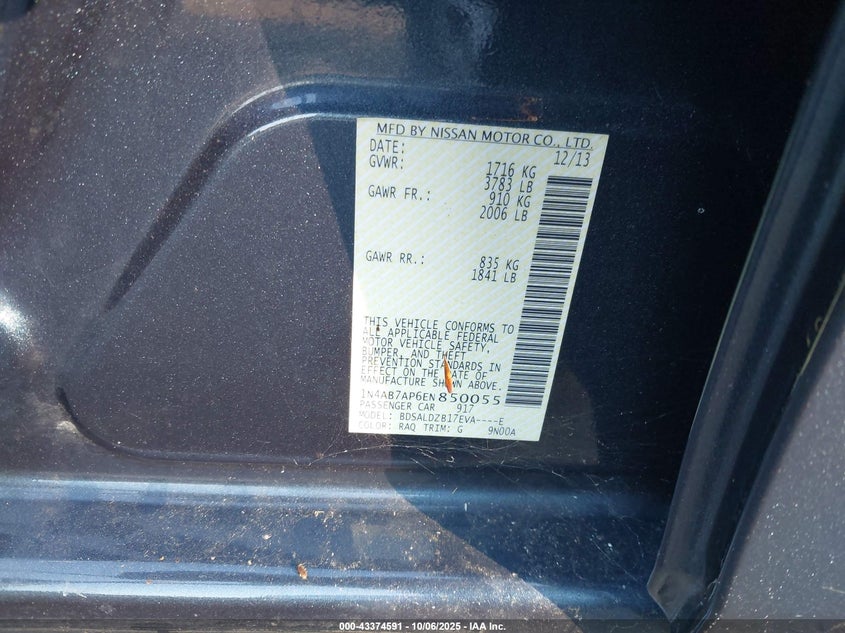 MFD BY NISSAN MOTOR CO., LTD.
DATE: 12/13
GVWR: 1716 KG
3783 LB
GAWR FR.: 910 KG
2006 LB
GAWR RR.: 835 KG
1841 LB
THIS VEHICLE CONFORMS TO
ALL APPLICABLE FEDERAL
MOTOR VEHICLE SAFETY,
BUMPER, AND THEFT
PREVENTION STANDARDS IN
EFFECT ON THE DATE OF
MANUFACTURE SHOWN ABOVE.
1N4AB7AP6EN850055
PASSENGER CAR 917
MODEL: BDSALDZB17EVA----E
COLOR: RAQ TRIM: G 9N00A
000-43374591 - 10/06/2025 - IAA Inc.